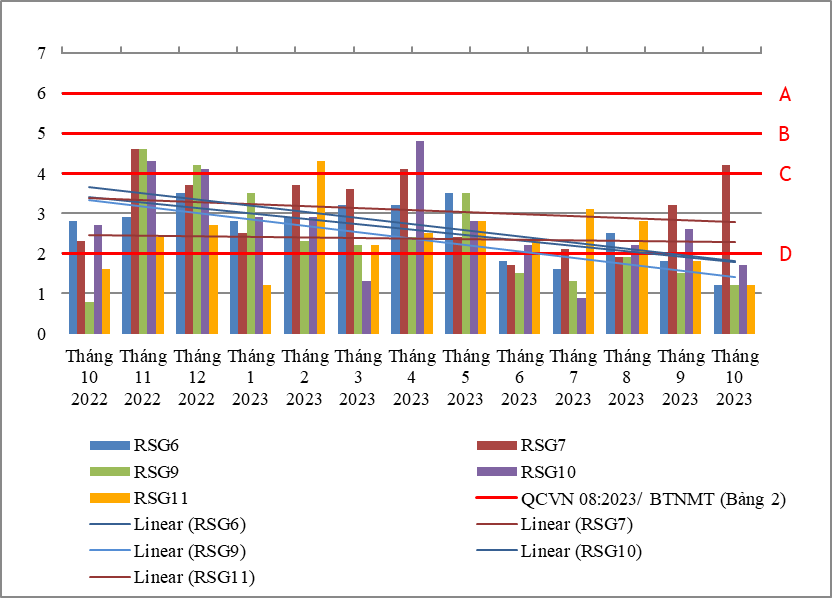 7
6
A
5
B
4
C
3
2
D
1
0
Tháng Tháng Tháng Tháng Tháng Tháng Tháng Tháng Tháng Tháng Tháng Tháng Tháng
10 11 12 1 2 3 4 5 6 7 8 9 10
2022 2022 2022 2023 2023 2023 2023 2023 2023 2023 2023 2023 2023
RSG6 RSG7
RSG9 RSG10
RSG11 QCVN 08:2023/ BTNMT (Bảng 2)
Linear (RSG6) Linear (RSG7)
Linear (RSG9) Linear (RSG10)
Linear (RSG11)